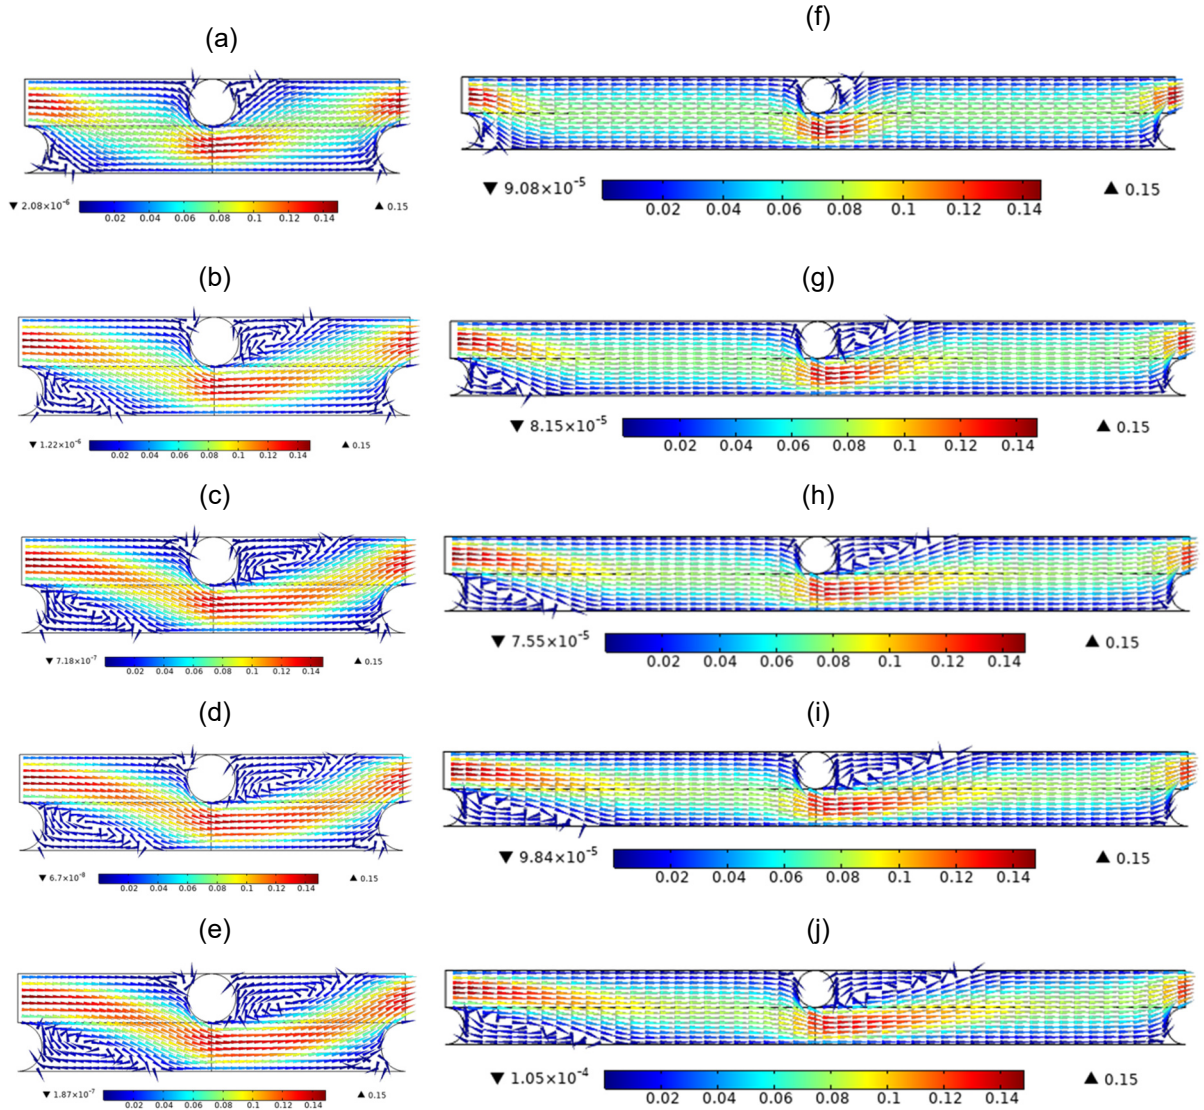 (a)
▼ 2.08×10⁻⁶ 0.02 0.04 0.06 0.08 0.1 0.12 0.14 ▲ 0.15
(f)
▼ 9.08×10⁻⁵ 0.02 0.04 0.06 0.08 0.1 0.12 0.14 ▲ 0.15
(b)
▼ 1.22×10⁻⁶ 0.02 0.04 0.06 0.08 0.1 0.12 0.14 ▲ 0.15
(g)
▼ 8.15×10⁻⁵ 0.02 0.04 0.06 0.08 0.1 0.12 0.14 ▲ 0.15
(c)
▼ 7.18×10⁻⁷ 0.02 0.04 0.06 0.08 0.1 0.12 0.14 ▲ 0.15
(h)
▼ 7.55×10⁻⁵ 0.02 0.04 0.06 0.08 0.1 0.12 0.14 ▲ 0.15
(d)
▼ 6.7×10⁻⁸ 0.02 0.04 0.06 0.08 0.1 0.12 0.14 ▲ 0.15
(i)
▼ 9.84×10⁻⁵ 0.02 0.04 0.06 0.08 0.1 0.12 0.14 ▲ 0.15
(e)
▼ 1.87×10⁻⁷ 0.02 0.04 0.06 0.08 0.1 0.12 0.14 ▲ 0.15
(j)
▼ 1.05×10⁻⁴ 0.02 0.04 0.06 0.08 0.1 0.12 0.14 ▲ 0.15